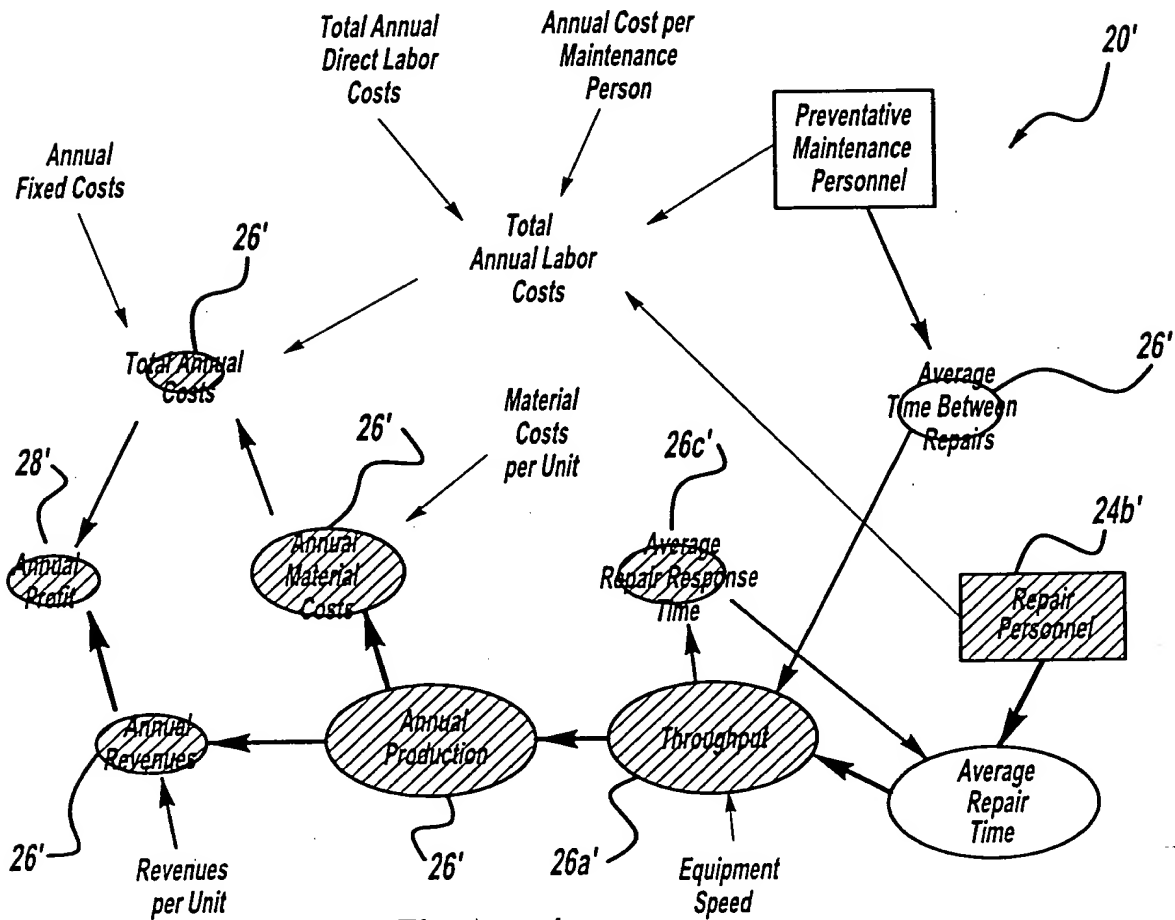 Total Annual
Direct Labor
Costs
Annual Cost per
Maintenance
Person
20'
Preventative
Maintenance
Personnel
Annual
Fixed Costs
26'
Total
Annual Labor
Costs
Total Annual
Costs
26'
Average
Time Between
Repairs
Material
Costs
per Unit
26'
26c'
28'
24b'
Annual
Profit
Annual
Material
Costs
Average
Repair Response
Time
Repair
Personnel
Annual
Revenues
Annual
Production
Throughput
Average
Repair
Time
26'
Revenues
per Unit
26'
26a'
Equipment
Speed